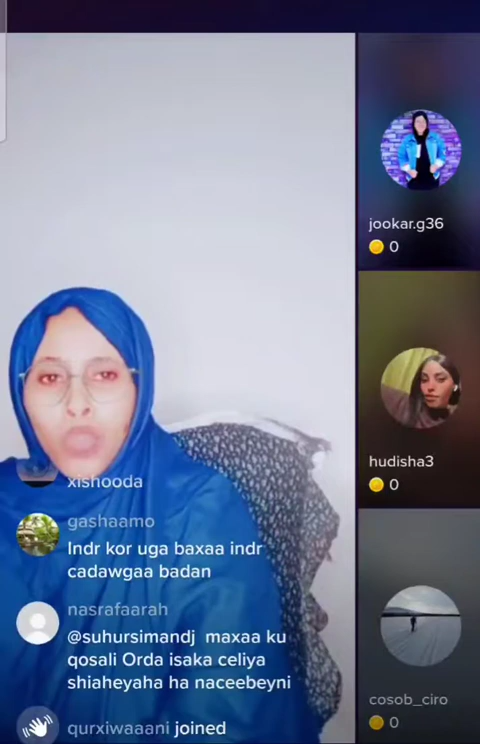 jookar.g36
0
hudisha3
0
cosob_ciro
0
xishooda
gashaamo
Indr kor uga baxaa indr
cadawgaa badan
nasrafaarah
@suhursimandj maxaa ku
qosali Orda isaka celiya
shiaheyaha ha naceebeyni
qurxiwaaani joined